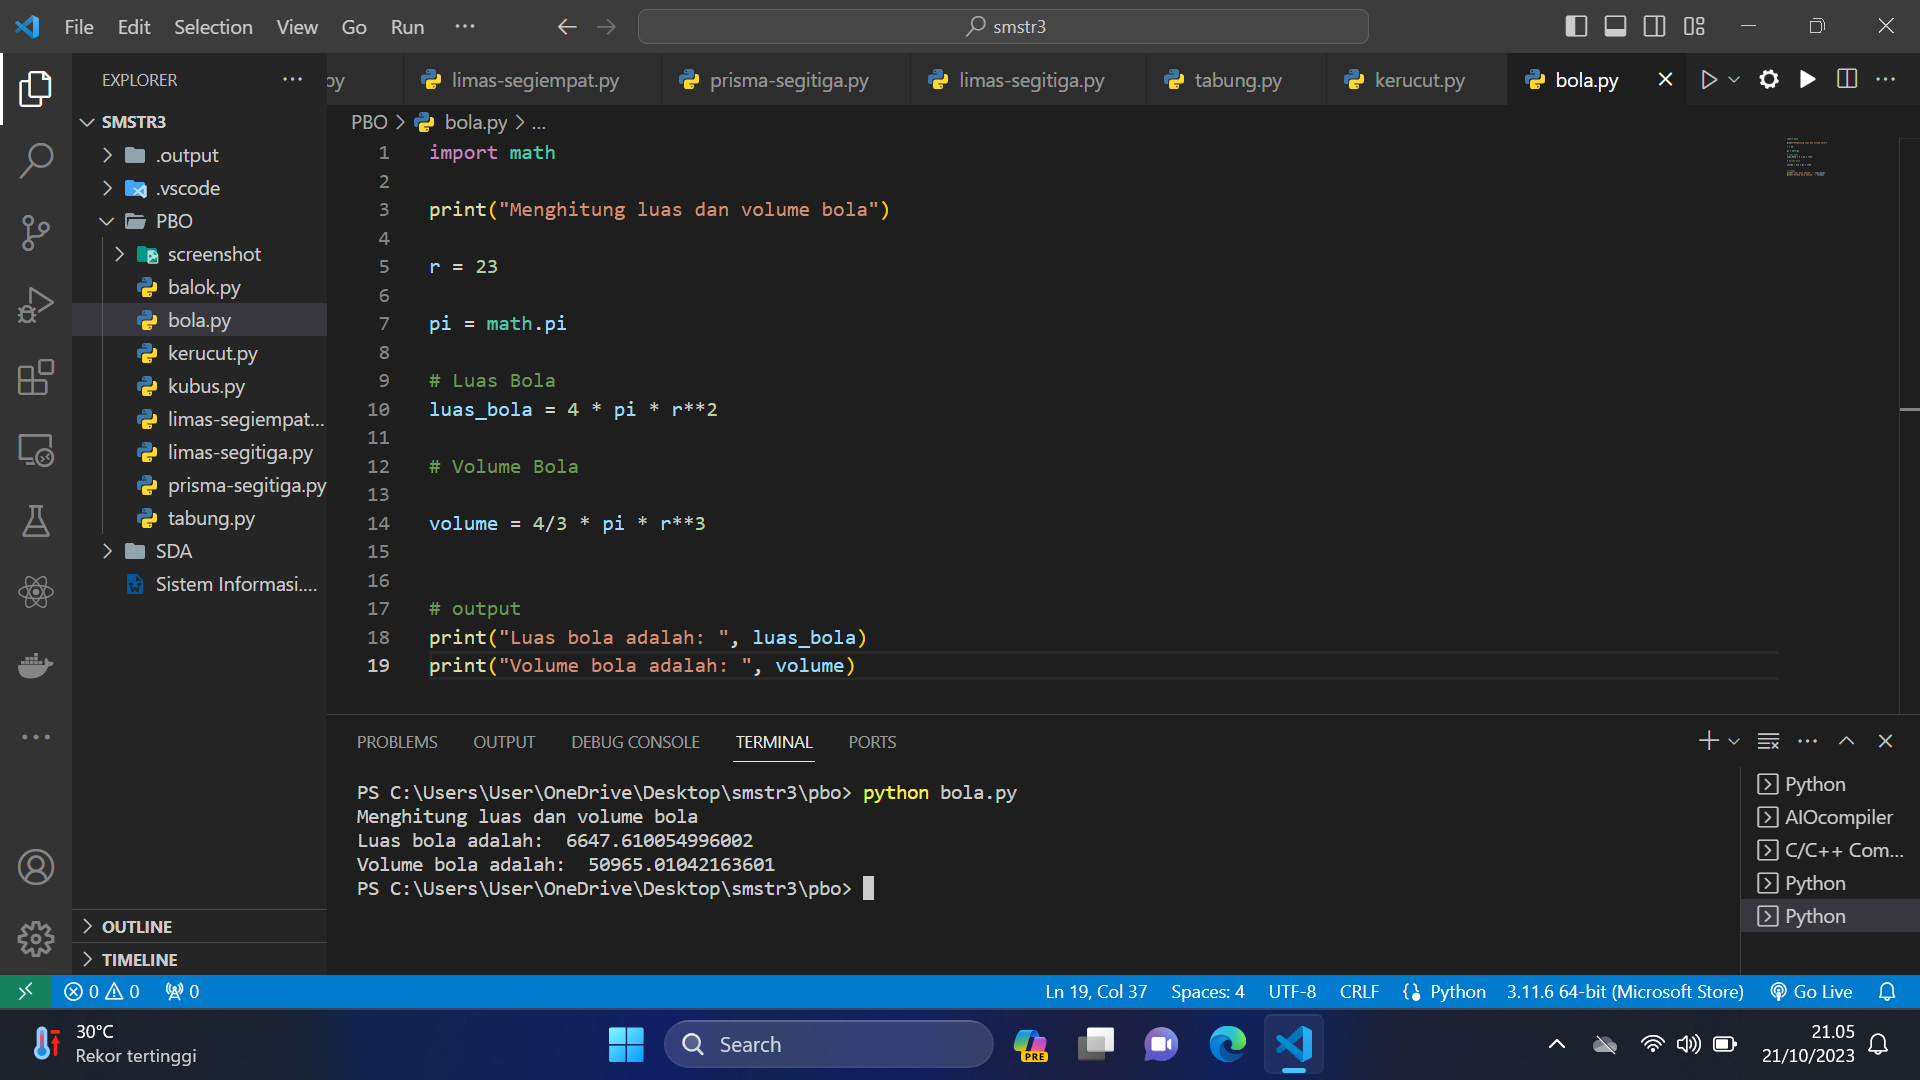 File Edit Selection View Go Run ···
smstr3
EXPLORER ···
SMSTR3
.output
.vscode
PBO
screenshot
balok.py
bola.py
kerucut.py
kubus.py
limas-segiempat...
limas-segitiga.py
prisma-segitiga.py
tabung.py
SDA
Sistem Informasi....
OUTLINE
TIMELINE
py limas-segiempat.py prisma-segitiga.py limas-segitiga.py tabung.py kerucut.py bola.py
PBO > bola.py > ...
1 import math
2
3 print("Menghitung luas dan volume bola")
4
5 r = 23
6
7 pi = math.pi
8
9 # Luas Bola
10 luas_bola = 4 * pi * r**2
11
12 # Volume Bola
13
14 volume = 4/3 * pi * r**3
15
16
17 # output
18 print("Luas bola adalah: ", luas_bola)
19 print("Volume bola adalah: ", volume)
PROBLEMS OUTPUT DEBUG CONSOLE TERMINAL PORTS
PS C:\Users\User\OneDrive\Desktop\smstr3\pbo> python bola.py
Menghitung luas dan volume bola
Luas bola adalah:  6647.610054996002
Volume bola adalah:  50965.01042163601
PS C:\Users\User\OneDrive\Desktop\smstr3\pbo>
Python
AIOcompiler
C/C++ Com...
Python
Python
0 0 0 Ln 19, Col 37 Spaces: 4 UTF-8 CRLF Python 3.11.6 64-bit (Microsoft Store) Go Live
30°C
Rekor tertinggi
Search
PRE
21.05
21/10/2023